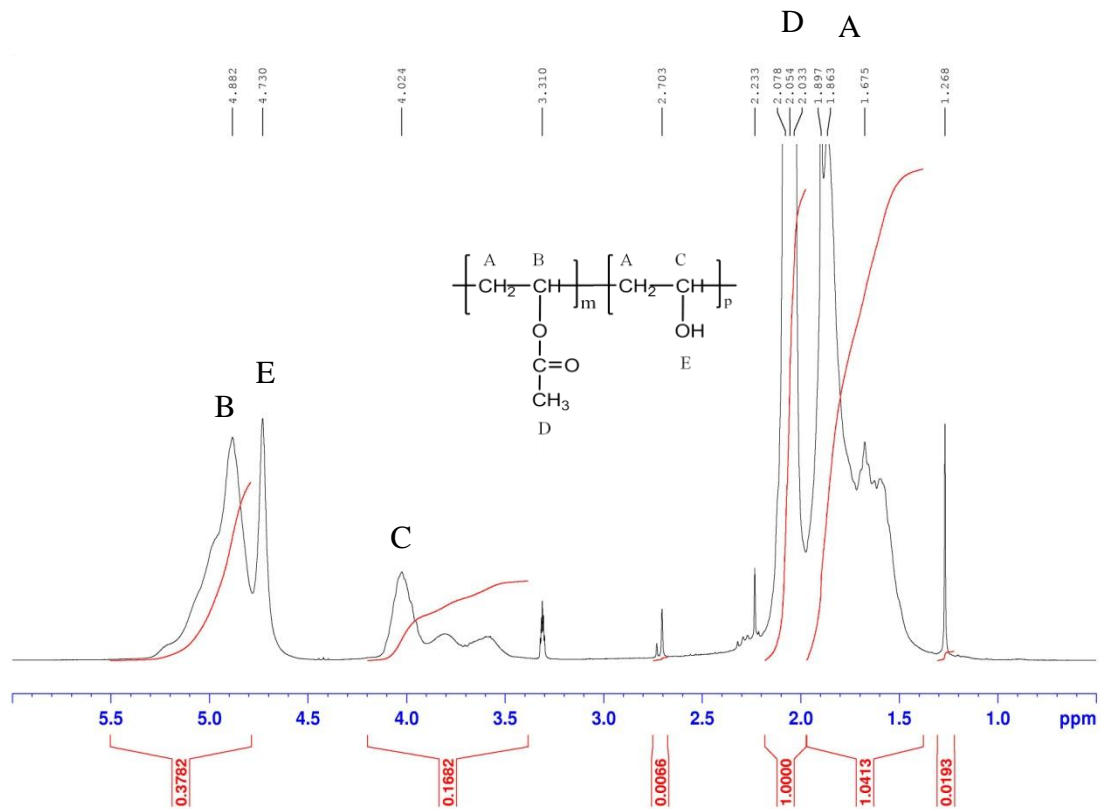 D A
4.882 4.730 4.024 3.310 2.703 2.233 2.078 2.054 2.033 1.897 1.863 1.675 1.268
A B A C
CH2 CH m CH2 CH p
O OH
E
C=O
CH3
D
B E
C
5.5 5.0 4.5 4.0 3.5 3.0 2.5 2.0 1.5 1.0 ppm
0.3782 0.1682 0.0066 1.0000 1.0413 0.0193